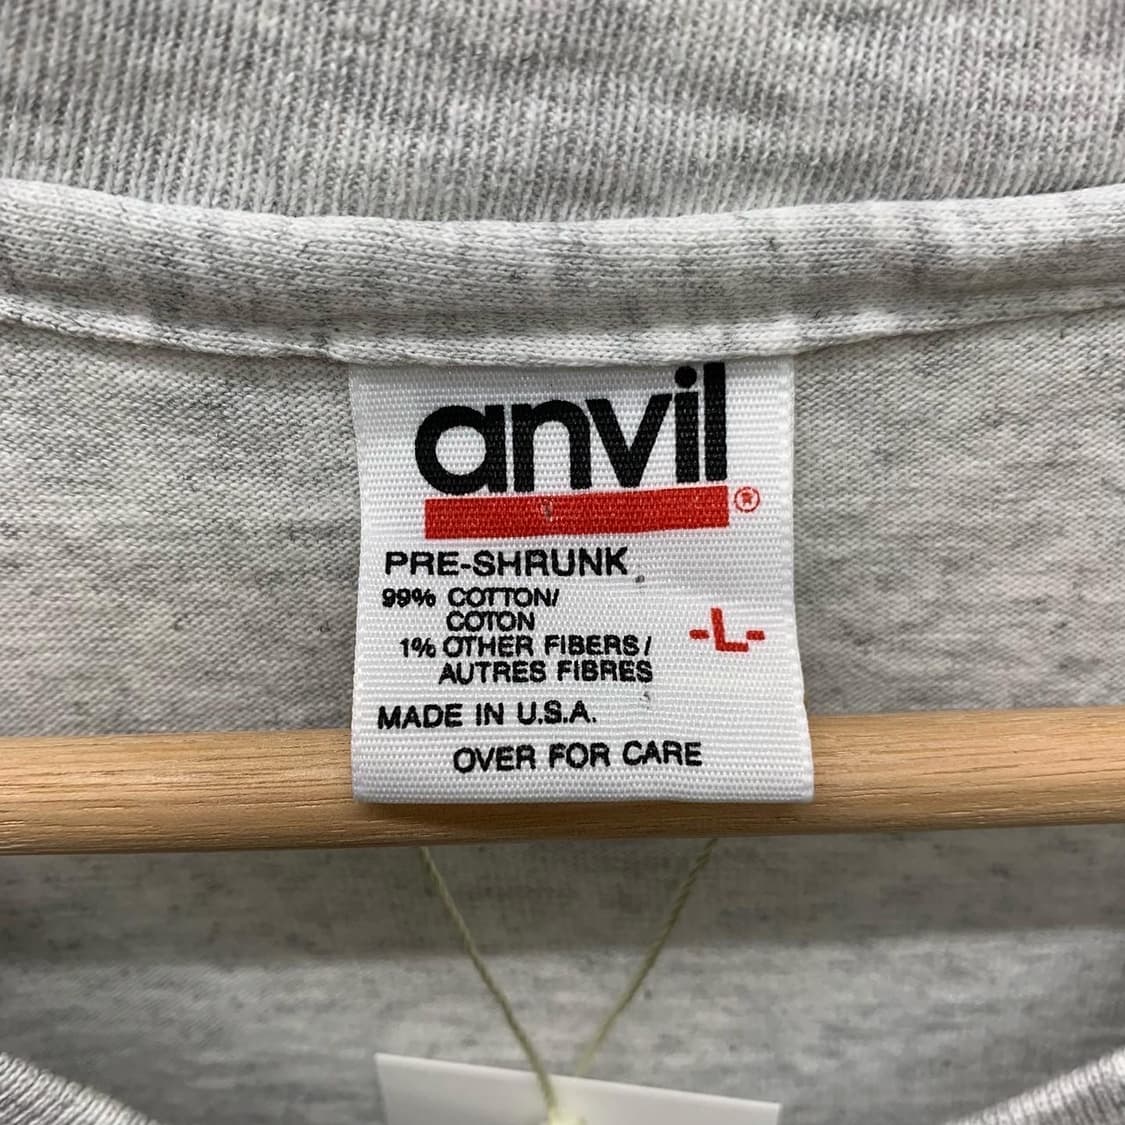 anvil®
PRE-SHRUNK
99% COTTON/
COTON
1% OTHER FIBERS/
AUTRES FIBRES
-L-
MADE IN U.S.A.
OVER FOR CARE